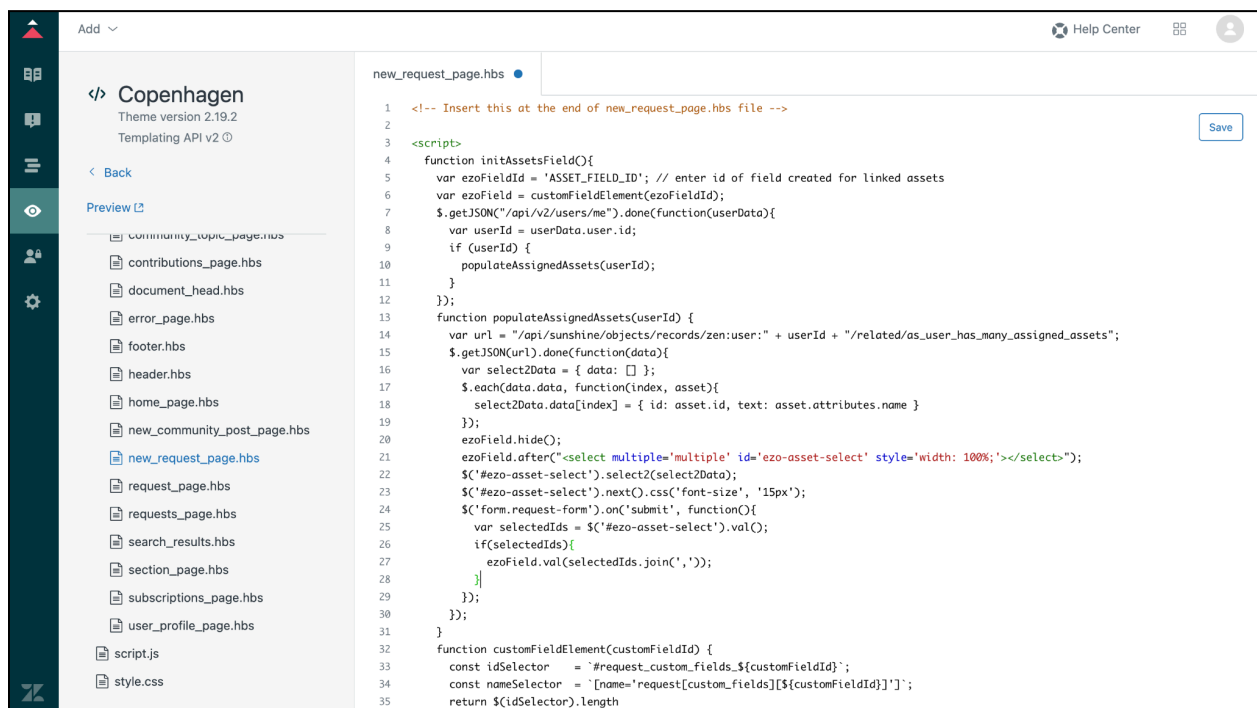 Add
Help Center
Copenhagen
Theme version 2.19.2
Templating API v2
Back
Preview
community_topic_page.hbs
contributions_page.hbs
document_head.hbs
error_page.hbs
footer.hbs
header.hbs
home_page.hbs
new_community_post_page.hbs
new_request_page.hbs
request_page.hbs
requests_page.hbs
search_results.hbs
section_page.hbs
subscriptions_page.hbs
user_profile_page.hbs
script.js
style.css
new_request_page.hbs
Save
1 <!-- Insert this at the end of new_request_page.hbs file -->
2
3 <script>
4 function initAssetsField(){
5 var ezoFieldId = 'ASSET_FIELD_ID'; // enter id of field created for linked assets
6 var ezoField = customFieldElement(ezoFieldId);
7 $.getJSON("/api/v2/users/me").done(function(userData){
8 var userId = userData.user.id;
9 if (userId) {
10 populateAssignedAssets(userId);
11 }
12 });
13 function populateAssignedAssets(userId) {
14 var url = "/api/sunshine/objects/records/zen:user:" + userId + "/related/as_user_has_many_assigned_assets";
15 $.getJSON(url).done(function(data){
16 var select2Data = { data: [] };
17 $.each(data.data, function(index, asset){
18 select2Data.data[index] = { id: asset.id, text: asset.attributes.name }
19 });
20 ezoField.hide();
21 ezoField.after("<select multiple='multiple' id='ezo-asset-select' style='width: 100%;'></select>");
22 $('#ezo-asset-select').select2(select2Data);
23 $('#ezo-asset-select').next().css('font-size', '15px');
24 $('form.request-form').on('submit', function(){
25 var selectedIds = $('#ezo-asset-select').val();
26 if(selectedIds){
27 ezoField.val(selectedIds.join(','));
28 }
29 });
30 });
31 }
32 function customFieldElement(customFieldId) {
33 const idSelector = `#request_custom_fields_${customFieldId}`;
34 const nameSelector = `[name='request[custom_fields][${customFieldId}]']`;
35 return $(idSelector).length